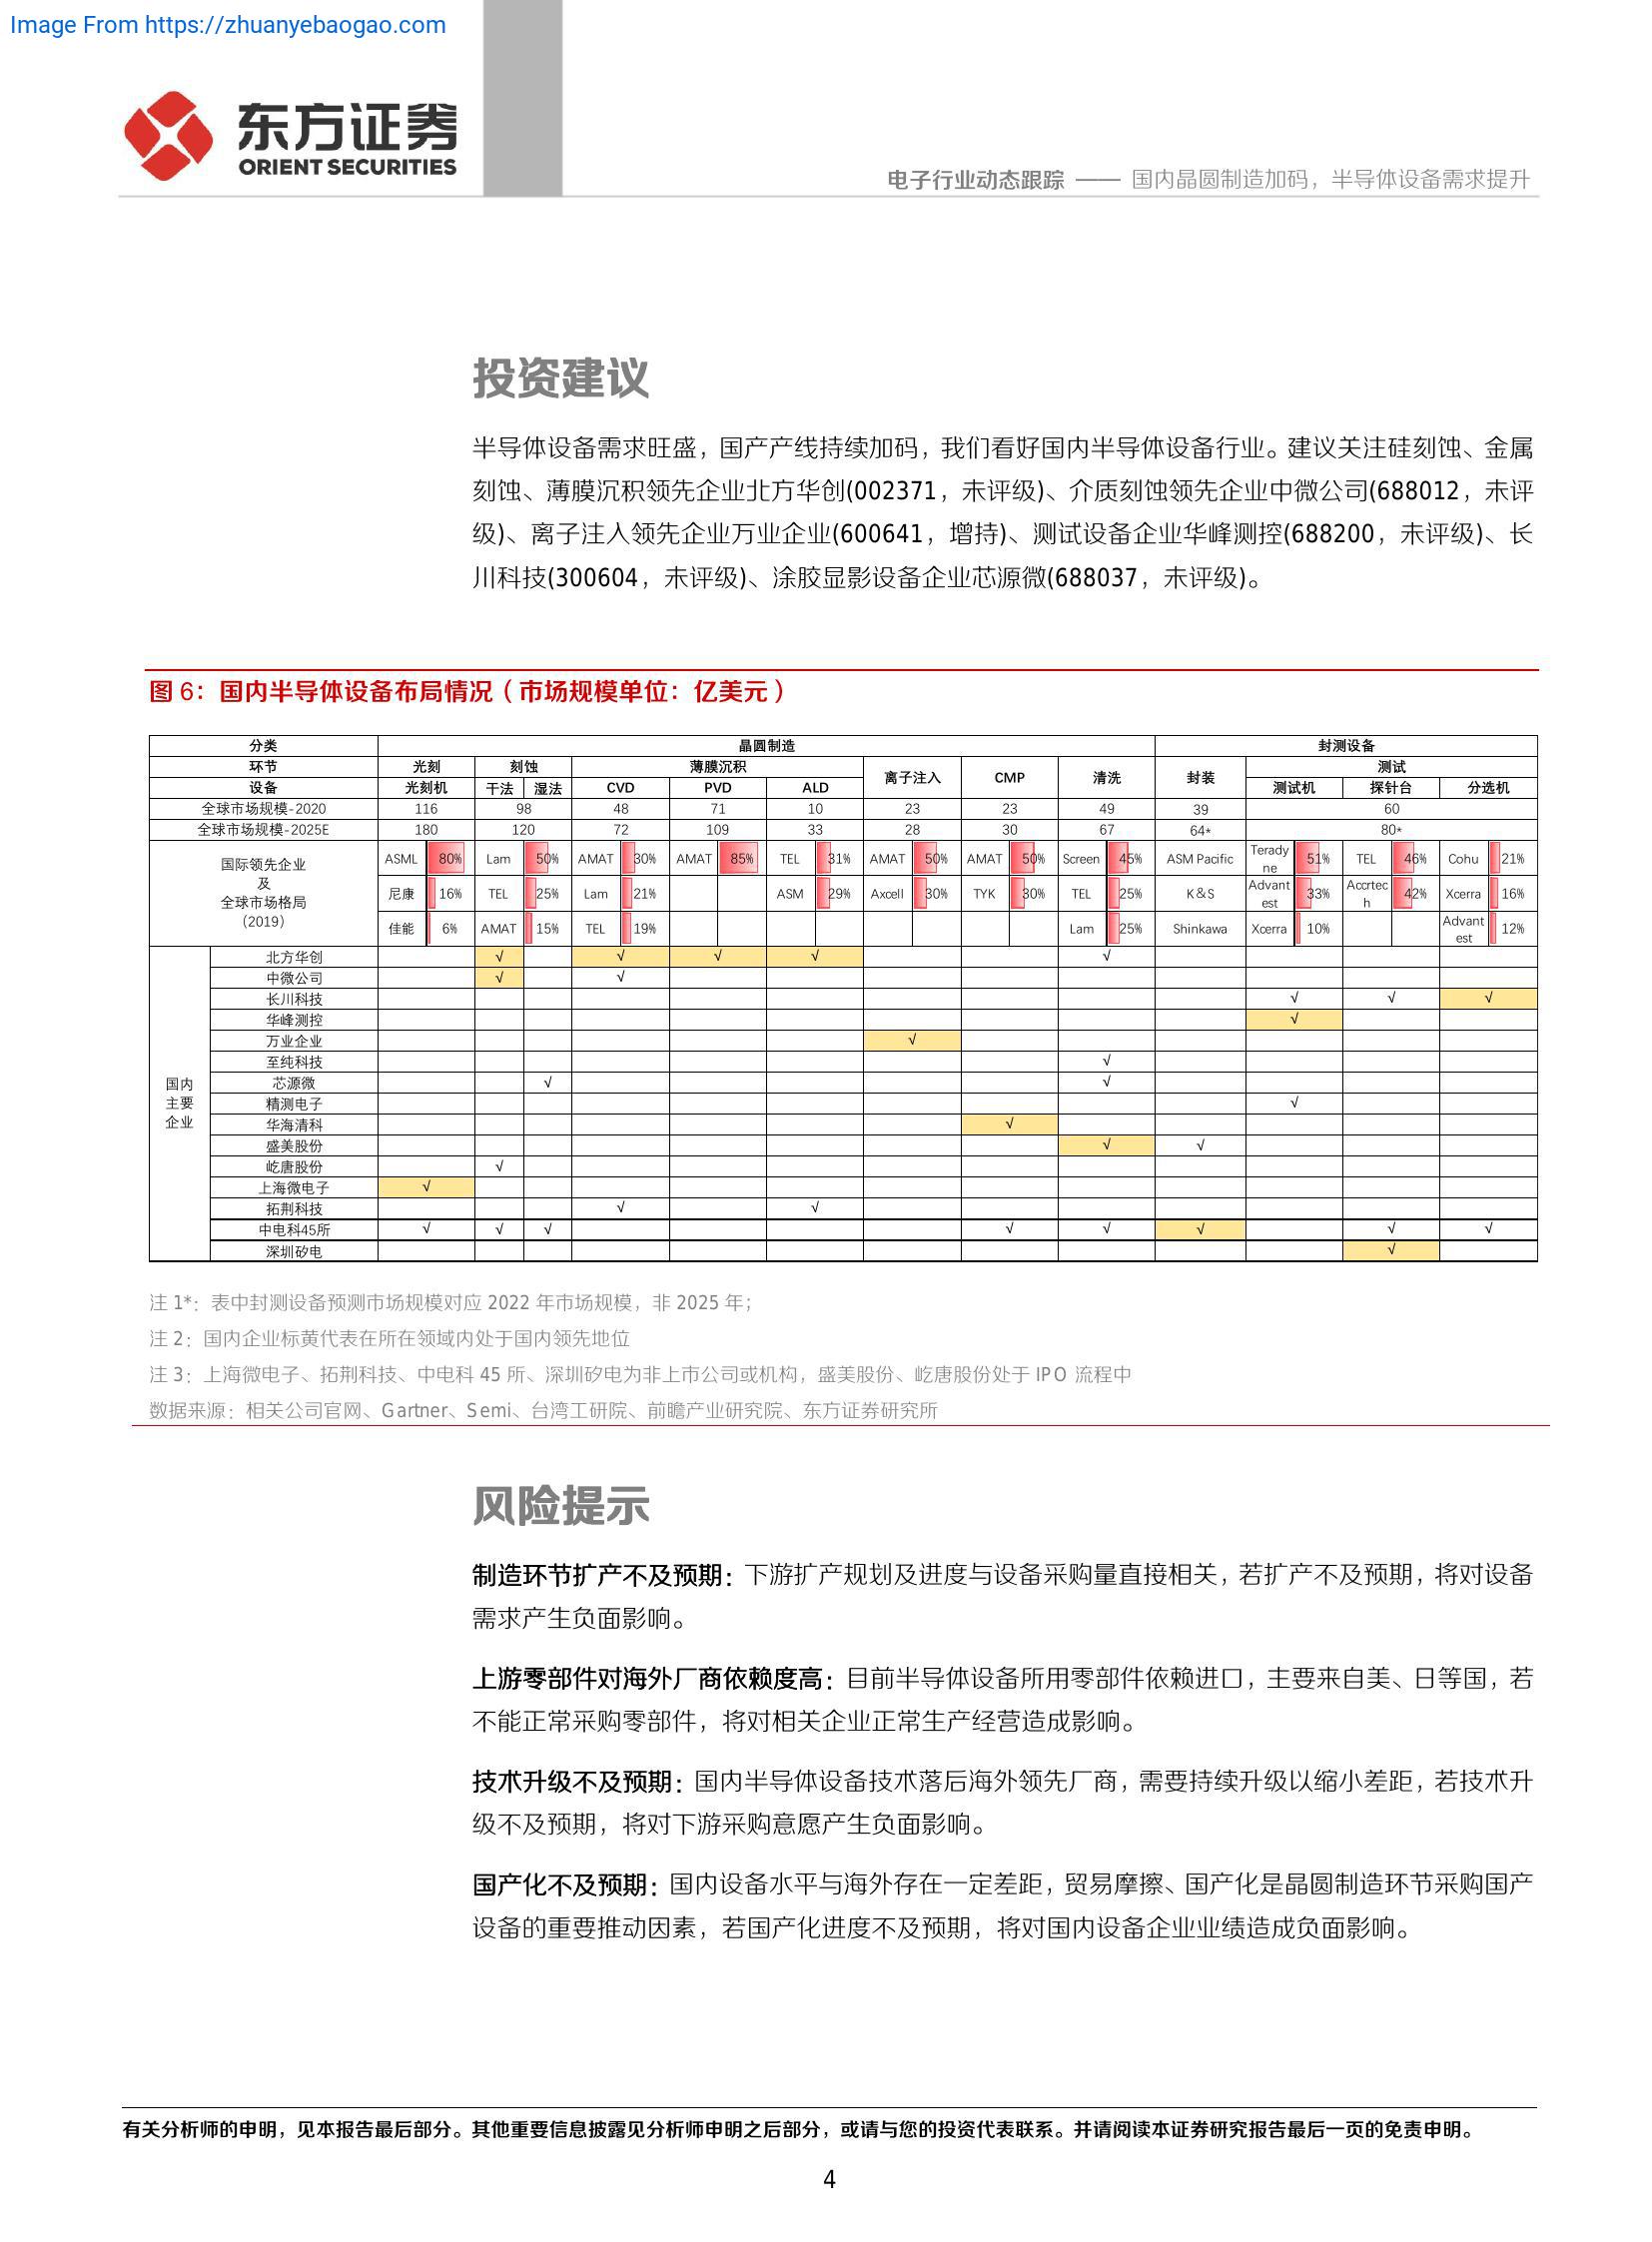 Image From https://zhuanyebaogao.com
东方证券
ORIENT SECURITIES
电子行业动态跟踪 —— 国内晶圆制造加码，半导体设备需求提升
投资建议
半导体设备需求旺盛，国产产线持续加码，我们看好国内半导体设备行业。建议关注硅刻蚀、金属
刻蚀、薄膜沉积领先企业北方华创(002371，未评级)、介质刻蚀领先企业中微公司(688012，未评
级)、离子注入领先企业万业企业(600641，增持)、测试设备企业华峰测控(688200，未评级)、长
川科技(300604，未评级)、涂胶显影设备企业芯源微(688037，未评级)。
图 6：国内半导体设备布局情况（市场规模单位：亿美元）
分类 晶圆制造 封测设备
环节 光刻 刻蚀 薄膜沉积 离子注入 CMP 清洗 封装 测试
设备 光刻机 干法 湿法 CVD PVD ALD 测试机 探针台 分选机
全球市场规模-2020 116 98 48 71 10 23 23 49 39 60
全球市场规模-2025E 180 120 72 109 33 28 30 67 64* 80*
国际领先企业
及
全球市场格局
（2019）
ASML 80% Lam 50% AMAT 30% AMAT 85% TEL 31% AMAT 50% AMAT 50% Screen 45% ASM Pacific Teradyne 51% TEL 46% Cohu 21%
尼康 16% TEL 25% Lam 21% ASM 29% Axcell 30% TYK 30% TEL 25% K＆S Advantest 33% Accrtech 42% Xcerra 16%
佳能 6% AMAT 15% TEL 19% Lam 25% Shinkawa Xcerra 10% Advantest 12%
国内
主要
企业
北方华创 √ √ √ √ √
中微公司 √ √
长川科技 √ √ √
华峰测控 √
万业企业 √
至纯科技 √
芯源微 √ √
精测电子 √
华海清科 √
盛美股份 √ √
屹唐股份 √
上海微电子 √
拓荆科技 √ √
中电科45所 √ √ √ √ √ √ √ √
深圳矽电 √
注 1*：表中封测设备预测市场规模对应 2022 年市场规模，非 2025 年；
注 2：国内企业标黄代表在所在领域内处于国内领先地位
注 3：上海微电子、拓荆科技、中电科 45 所、深圳矽电为非上市公司或机构，盛美股份、屹唐股份处于 IPO 流程中
数据来源：相关公司官网、Gartner、Semi、台湾工研院、前瞻产业研究院、东方证券研究所
风险提示
制造环节扩产不及预期：下游扩产规划及进度与设备采购量直接相关，若扩产不及预期，将对设备
需求产生负面影响。
上游零部件对海外厂商依赖度高：目前半导体设备所用零部件依赖进口，主要来自美、日等国，若
不能正常采购零部件，将对相关企业正常生产经营造成影响。
技术升级不及预期：国内半导体设备技术落后海外领先厂商，需要持续升级以缩小差距，若技术升
级不及预期，将对下游采购意愿产生负面影响。
国产化不及预期：国内设备水平与海外存在一定差距，贸易摩擦、国产化是晶圆制造环节采购国产
设备的重要推动因素，若国产化进度不及预期，将对国内设备企业业绩造成负面影响。
有关分析师的申明，见本报告最后部分。其他重要信息披露见分析师申明之后部分，或请与您的投资代表联系。并请阅读本证券研究报告最后一页的免责申明。
4